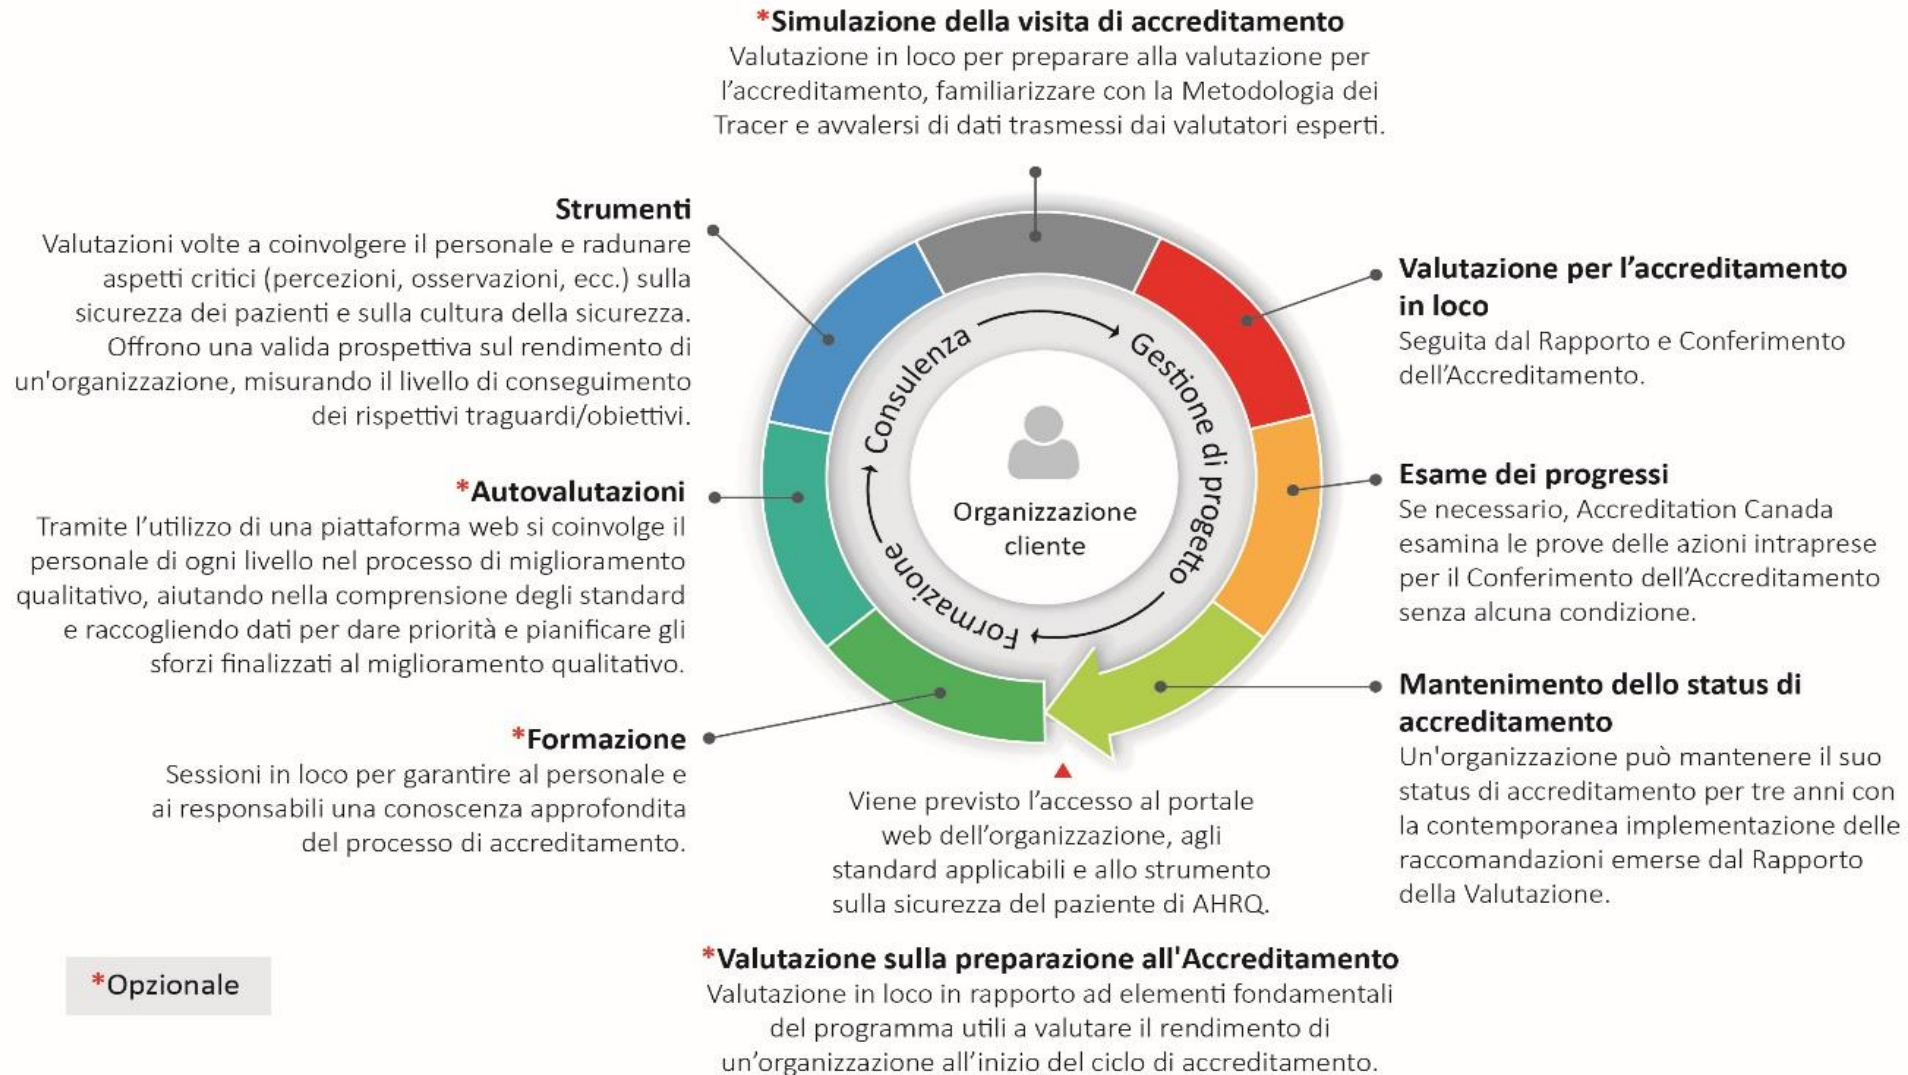 *Simulazione della visita di accreditamento
Valutazione in loco per preparare alla valutazione per
l'accreditamento, familiarizzare con la Metodologia dei
Tracer e avvalersi di dati trasmessi dai valutatori esperti.
Strumenti
Valutazioni volte a coinvolgere il personale e radunare
aspetti critici (percezioni, osservazioni, ecc.) sulla
sicurezza dei pazienti e sulla cultura della sicurezza.
Offrono una valida prospettiva sul rendimento di
un'organizzazione, misurando il livello di conseguimento
dei rispettivi traguardi/obiettivi.
*Autovalutazioni
Tramite l'utilizzo di una piattaforma web si coinvolge il
personale di ogni livello nel processo di miglioramento
qualitativo, aiutando nella comprensione degli standard
e raccogliendo dati per dare priorità e pianificare gli
sforzi finalizzati al miglioramento qualitativo.
*Formazione
Sessioni in loco per garantire al personale e
ai responsabili una conoscenza approfondita
del processo di accreditamento.
Consulenza
Gestione di progetto
Formazione
Organizzazione
cliente
Valutazione per l'accreditamento
in loco
Seguita dal Rapporto e Conferimento
dell'Accreditamento.
Esame dei progressi
Se necessario, Accreditation Canada
esamina le prove delle azioni intraprese
per il Conferimento dell'Accreditamento
senza alcuna condizione.
Mantenimento dello status di
accreditamento
Un'organizzazione può mantenere il suo
status di accreditamento per tre anni con
la contemporanea implementazione delle
raccomandazioni emerse dal Rapporto
della Valutazione.
Viene previsto l'accesso al portale
web dell'organizzazione, agli
standard applicabili e allo strumento
sulla sicurezza del paziente di AHRQ.
*Valutazione sulla preparazione all'Accreditamento
Valutazione in loco in rapporto ad elementi fondamentali
del programma utili a valutare il rendimento di
un'organizzazione all'inizio del ciclo di accreditamento.
*Opzionale